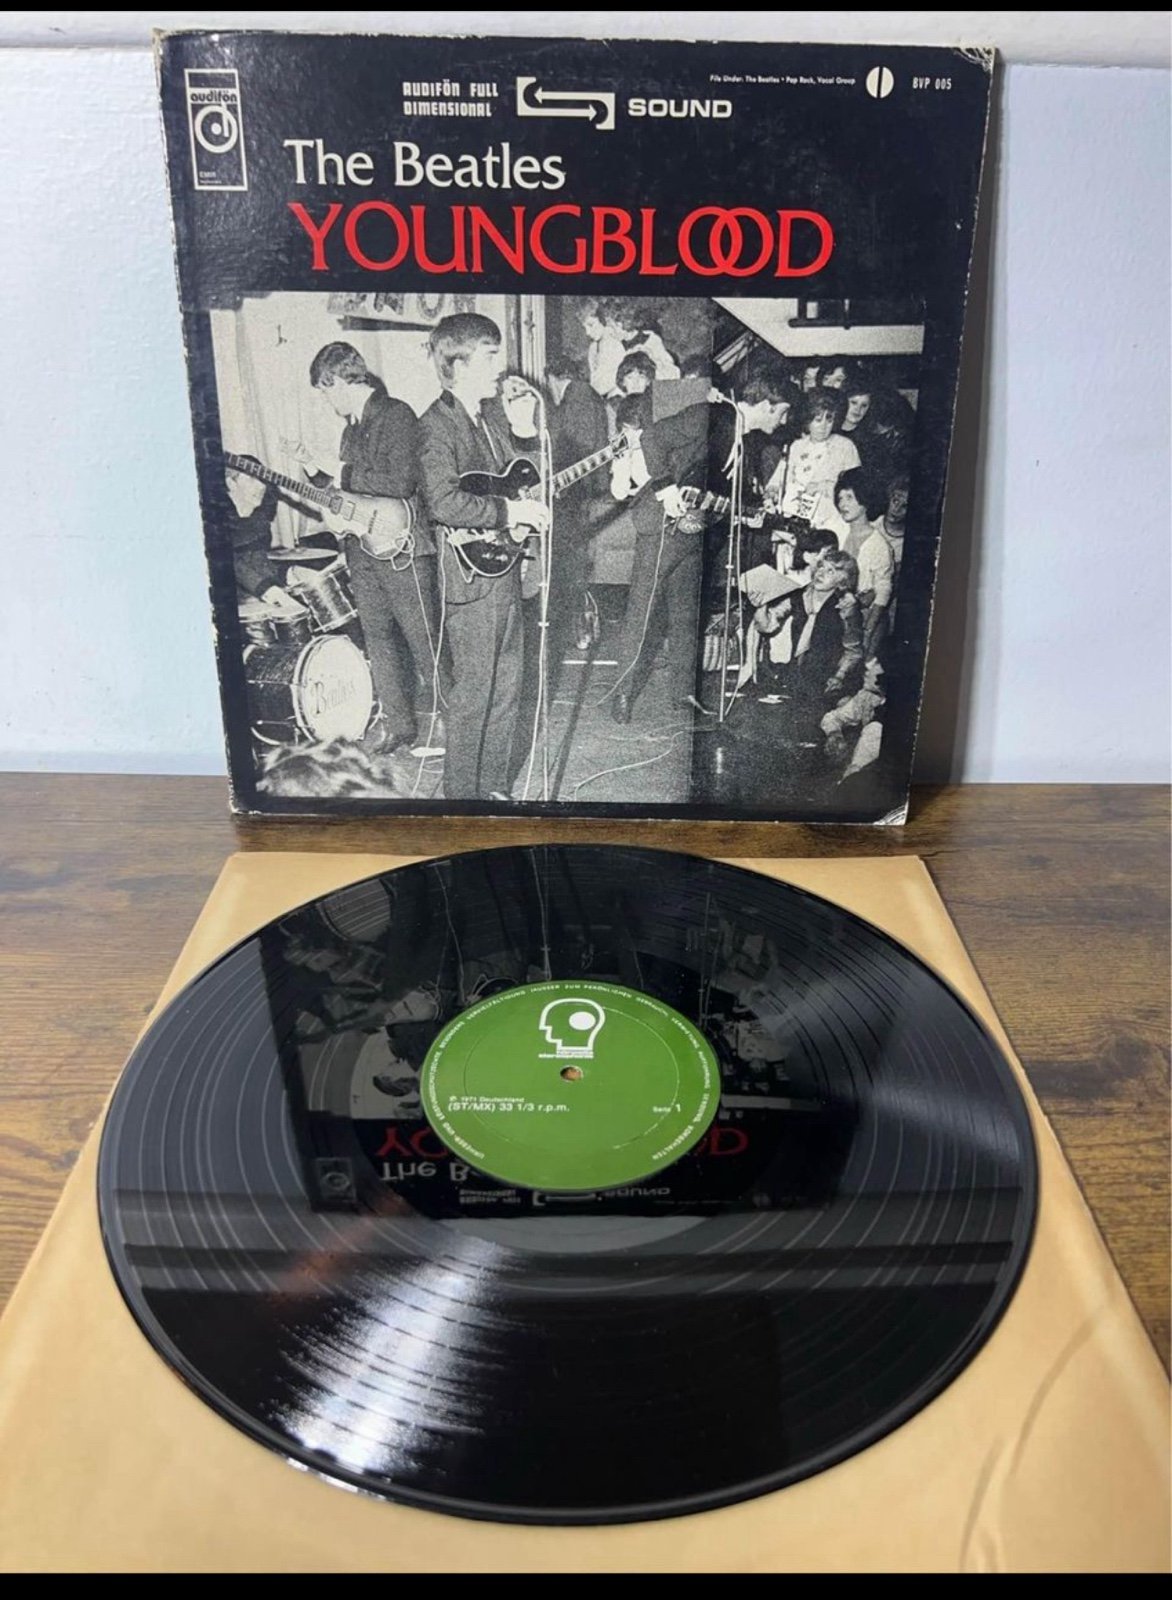 audifön
AUDIFÖN FULL
DIMENSIONAL
SOUND
File Under: The Beatles • Pop Rock, Vocal Group
BVP 005
The Beatles
YOUNGBLOOD
Beatles
℗ 1971 Deutschland
(ST/MX) 33 1/3 r.p.m.
Seite 1